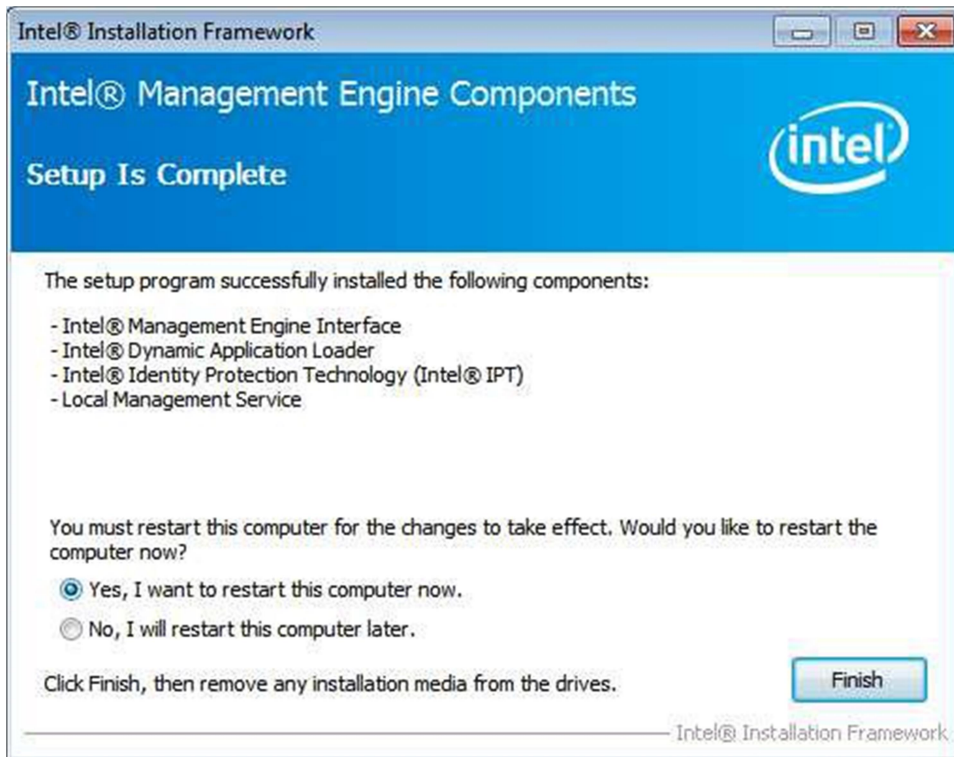 Intel® Installation Framework
Intel® Management Engine Components
intel
Setup Is Complete
The setup program successfully installed the following components:
- Intel® Management Engine Interface
- Intel® Dynamic Application Loader
- Intel® Identity Protection Technology (Intel® IPT)
- Local Management Service
You must restart this computer for the changes to take effect. Would you like to restart the
computer now?
Yes, I want to restart this computer now.
No, I will restart this computer later.
Click Finish, then remove any installation media from the drives.
Finish
Intel® Installation Framework